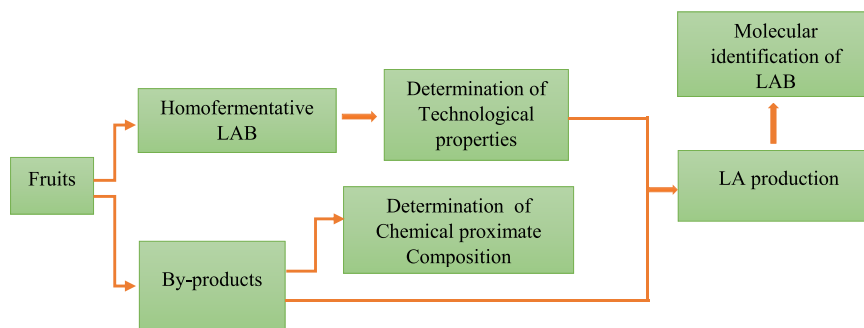 Fruits
Homofermentative
LAB
Determination of
Technological
properties
By-products
Determination of
Chemical proximate
Composition
LA production
Molecular
identification of
LAB